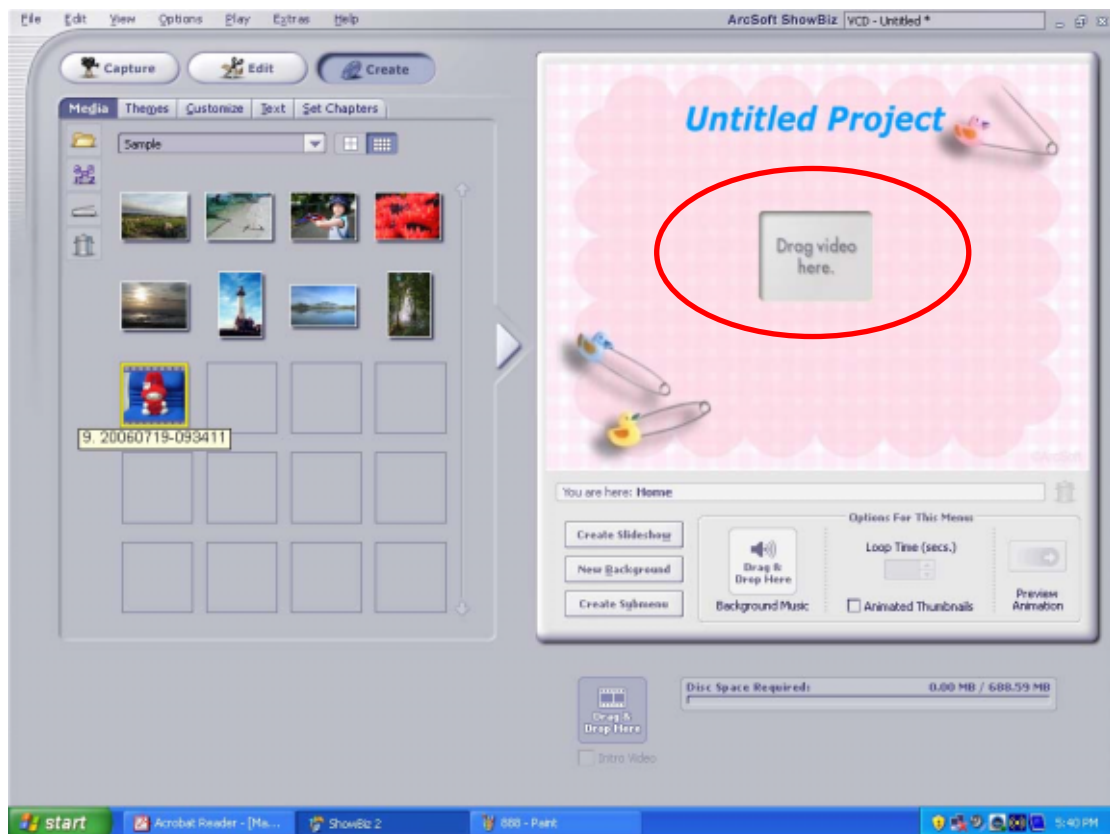 File Edit View Options Play Extras Help
ArcSoft ShowBiz VCD - Untitled *
Capture Edit Create
Media Themes Customize Text Set Chapters
Sample
9. 20060719-093411
Untitled Project
Drag video
here.
You are here: Home
Create Slideshow
New Background
Create Submenu
Drag &
Drop Here
Background Music
Options For This Menu
Loop Time (secs.)
Animated Thumbnails
Preview
Animation
Drag &
Drop Here
Intro Video
Disc Space Required: 0.00 MB / 688.59 MB
start Acrobat Reader - [Ma... ShowBiz 2 888 - Paint 5:40 PM